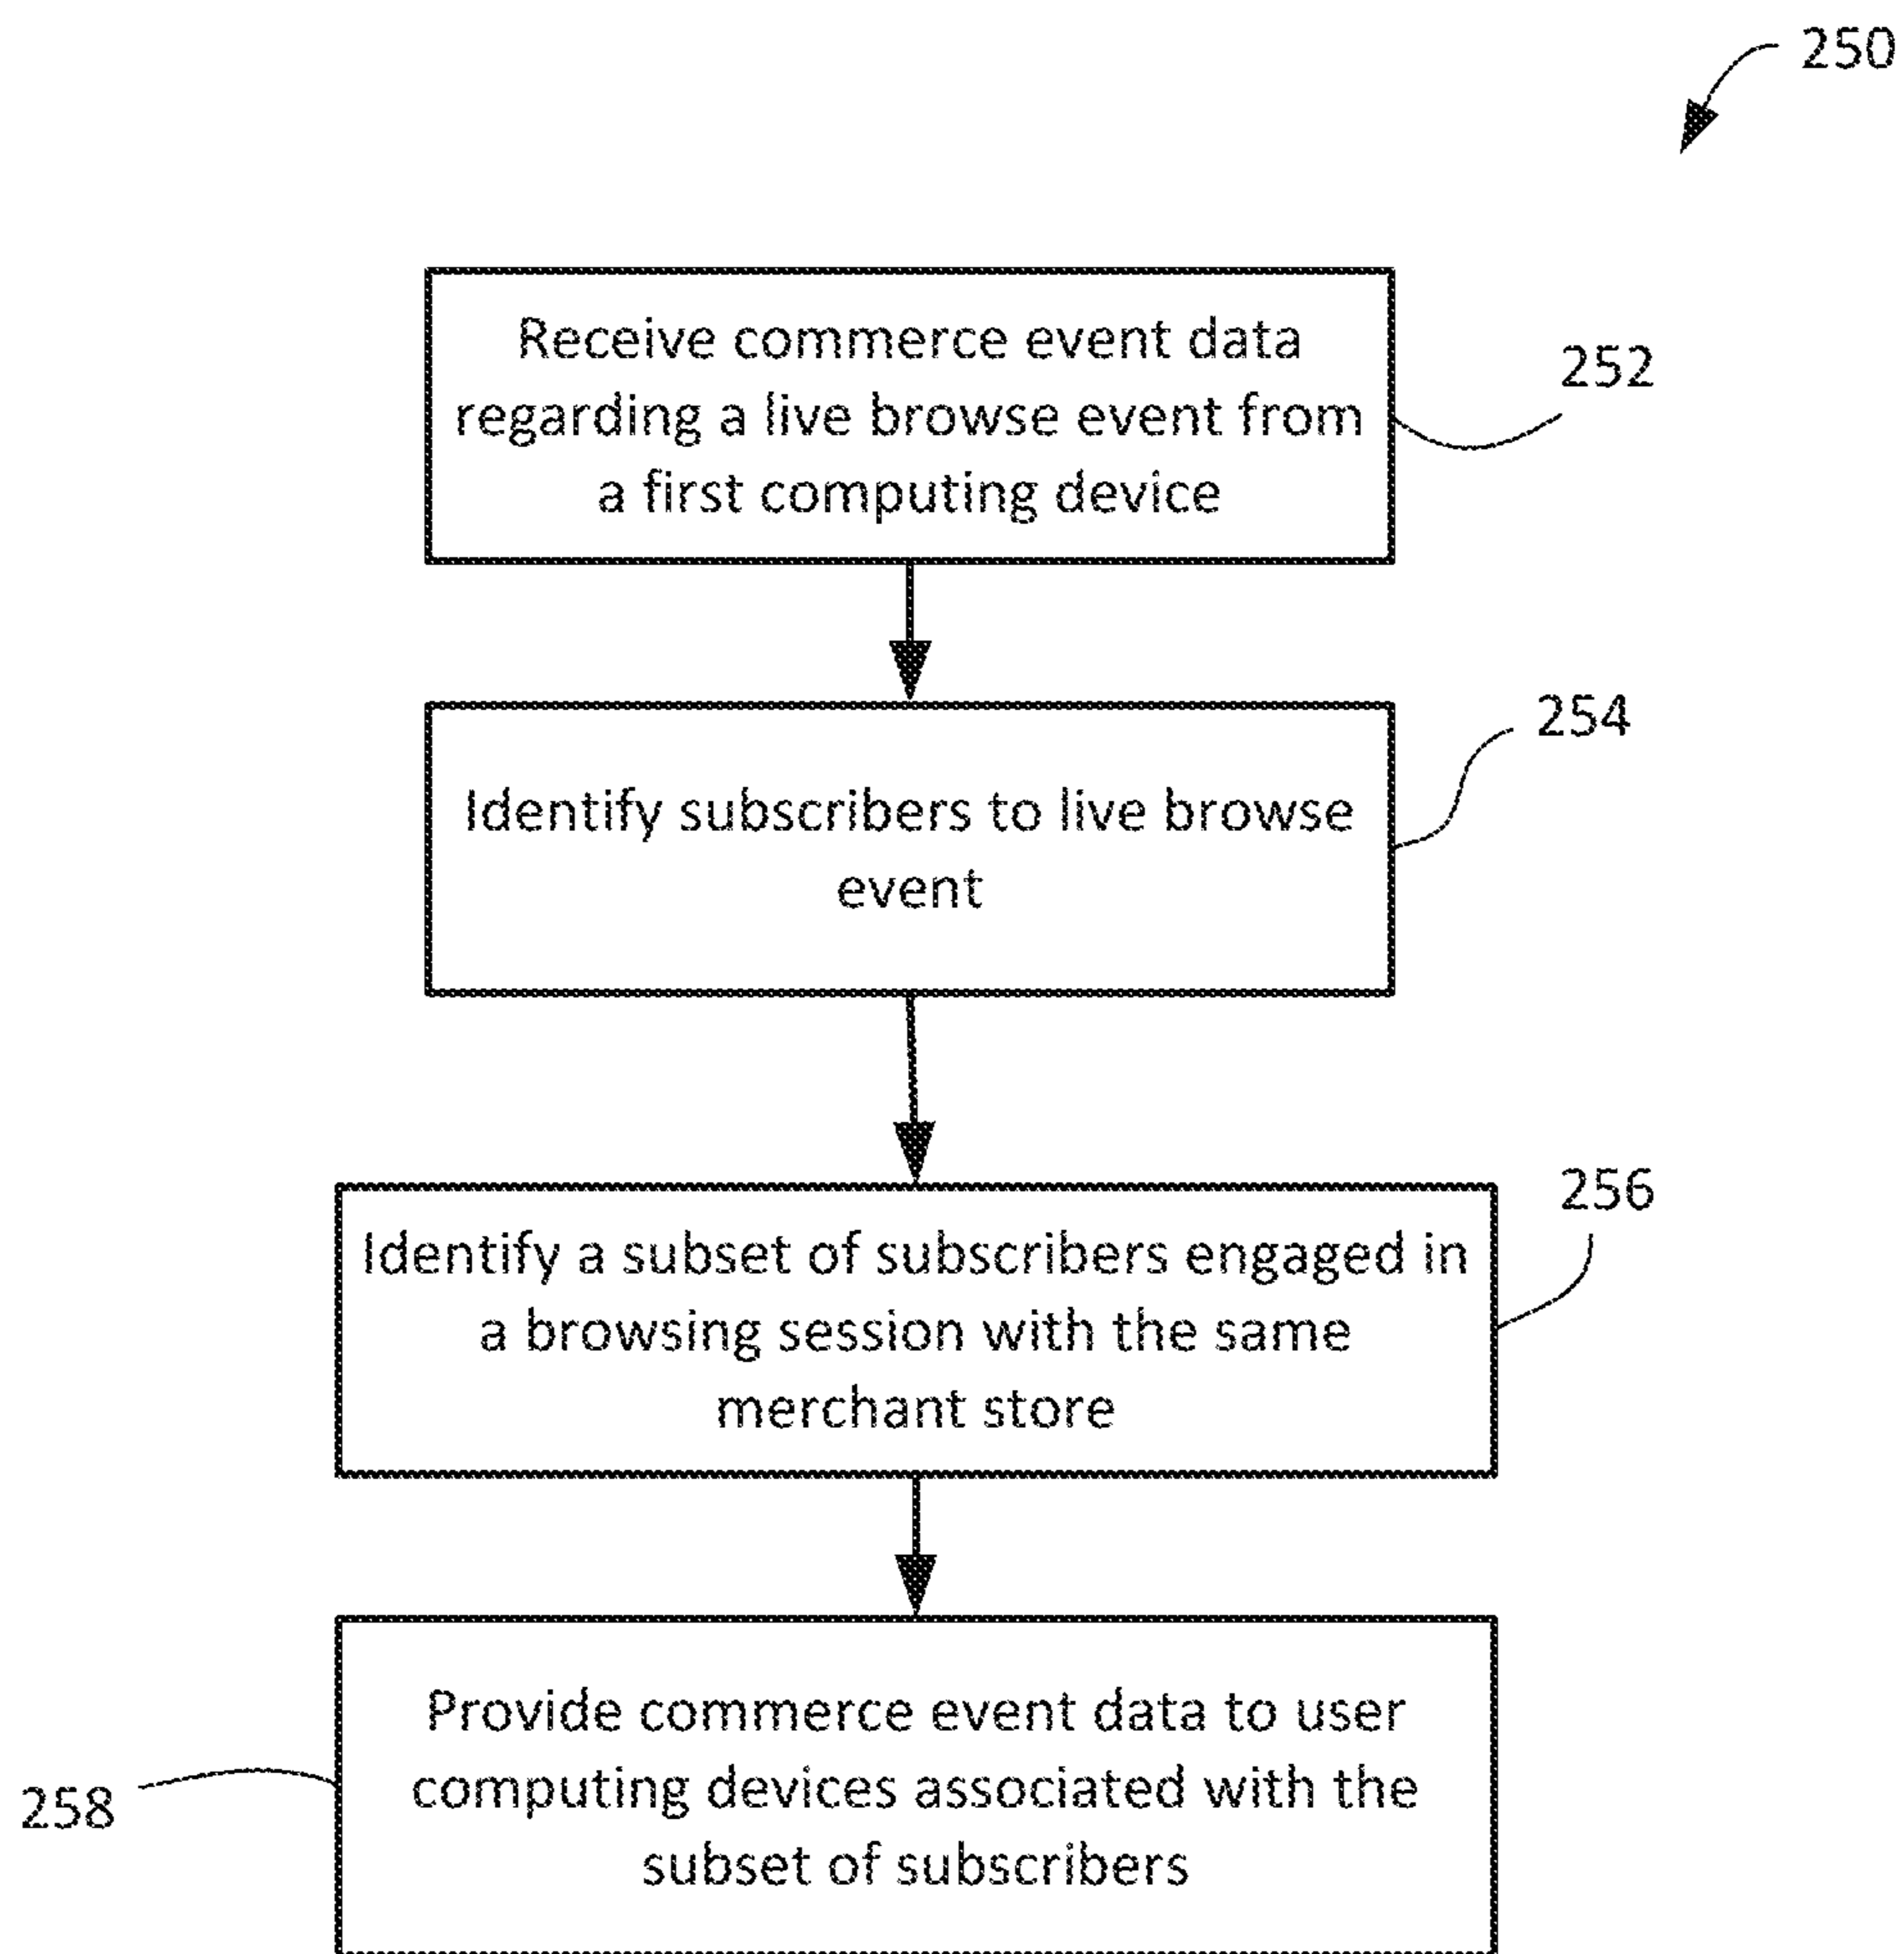 250
Receive commerce event data
regarding a live browse event from
a first computing device
252
254
Identify subscribers to live browse
event
256
Identify a subset of subscribers engaged in
a browsing session with the same
merchant store
Provide commerce event data to user
computing devices associated with the
subset of subscribers
258